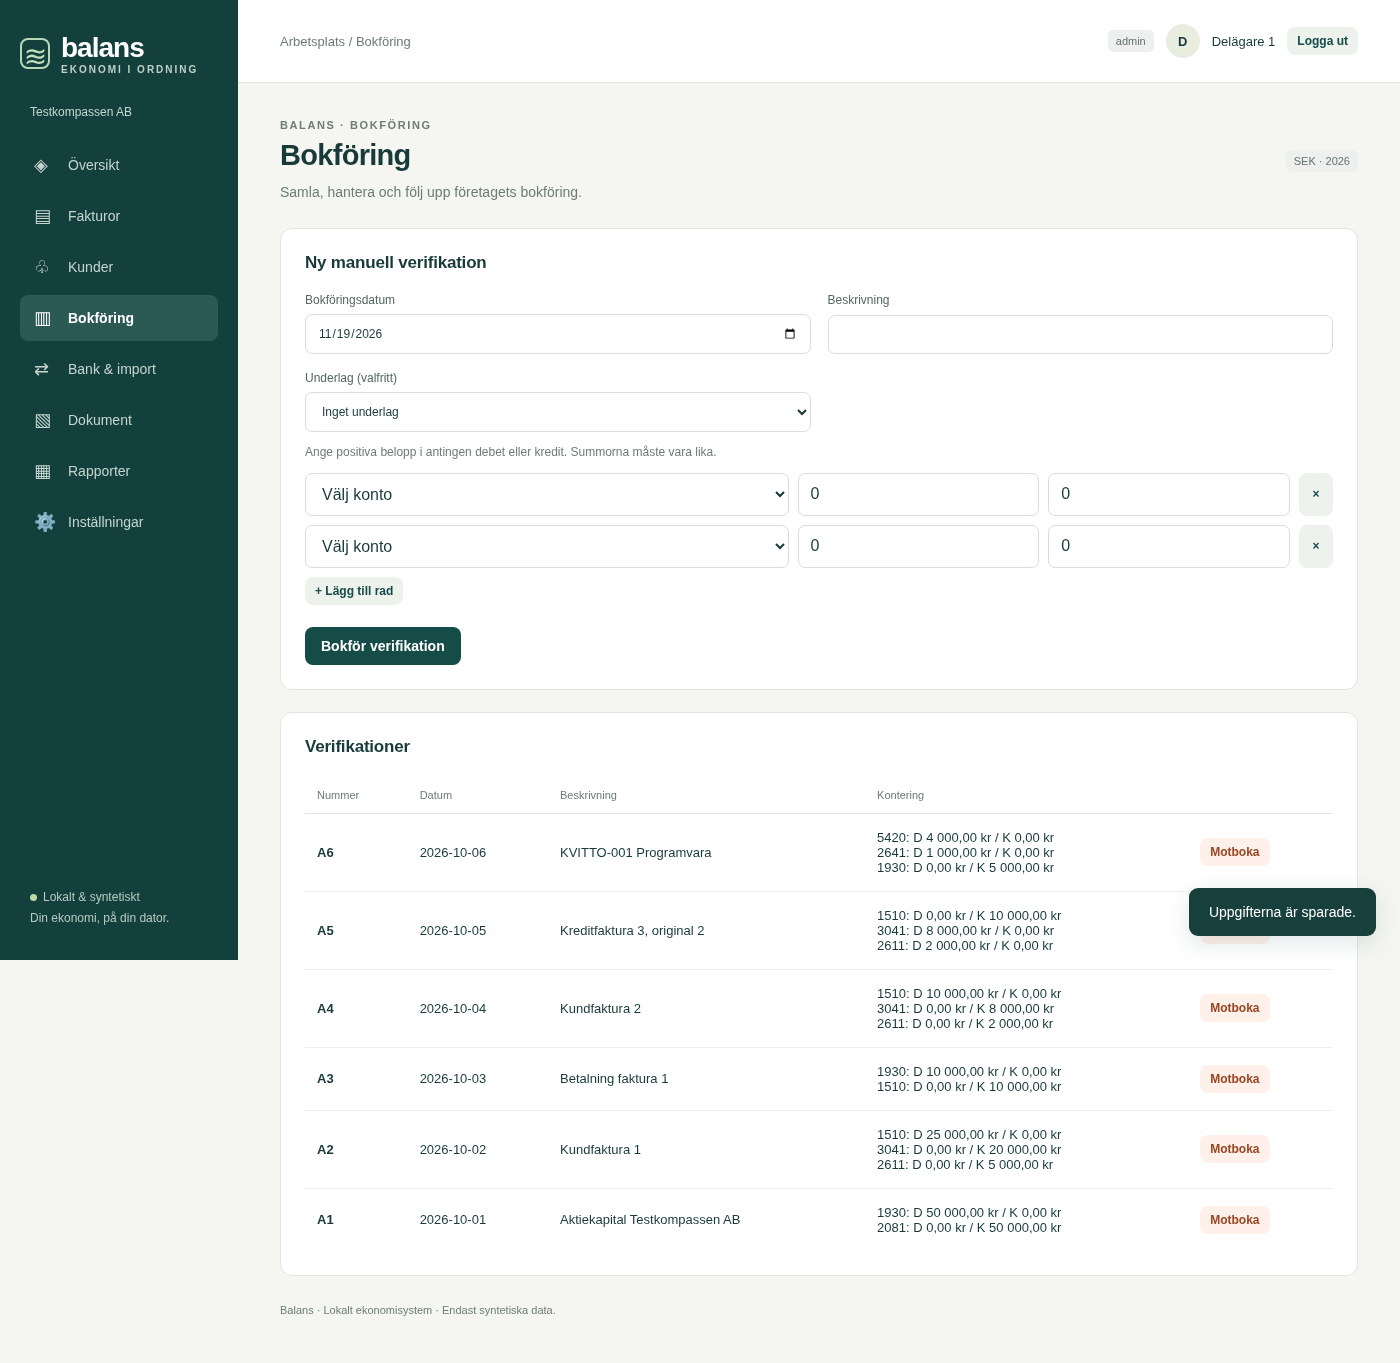 balans
EKONOMI I ORDNING
Testkompassen AB
Översikt
Fakturor
Kunder
Bokföring
Bank & import
Dokument
Rapporter
Inställningar
Lokalt & syntetiskt
Din ekonomi, på din dator.
Arbetsplats / Bokföring
admin
D
Delägare 1
Logga ut
BALANS · BOKFÖRING
Bokföring
SEK · 2026
Samla, hantera och följ upp företagets bokföring.
Ny manuell verifikation
Bokföringsdatum
Beskrivning
11/19/2026
Underlag (valfritt)
Inget underlag
Ange positiva belopp i antingen debet eller kredit. Summorna måste vara lika.
Välj konto 0 0 ×
Välj konto 0 0 ×
+ Lägg till rad
Bokför verifikation
Verifikationer
Nummer Datum Beskrivning Kontering
A6 2026-10-06 KVITTO-001 Programvara
5420: D 4 000,00 kr / K 0,00 kr
2641: D 1 000,00 kr / K 0,00 kr
1930: D 0,00 kr / K 5 000,00 kr
Motboka
A5 2026-10-05 Kreditfaktura 3, original 2
1510: D 0,00 kr / K 10 000,00 kr
3041: D 8 000,00 kr / K 0,00 kr
2611: D 2 000,00 kr / K 0,00 kr
Uppgifterna är sparade.
A4 2026-10-04 Kundfaktura 2
1510: D 10 000,00 kr / K 0,00 kr
3041: D 0,00 kr / K 8 000,00 kr
2611: D 0,00 kr / K 2 000,00 kr
Motboka
A3 2026-10-03 Betalning faktura 1
1930: D 10 000,00 kr / K 0,00 kr
1510: D 0,00 kr / K 10 000,00 kr
Motboka
A2 2026-10-02 Kundfaktura 1
1510: D 25 000,00 kr / K 0,00 kr
3041: D 0,00 kr / K 20 000,00 kr
2611: D 0,00 kr / K 5 000,00 kr
Motboka
A1 2026-10-01 Aktiekapital Testkompassen AB
1930: D 50 000,00 kr / K 0,00 kr
2081: D 0,00 kr / K 50 000,00 kr
Motboka
Balans · Lokalt ekonomisystem · Endast syntetiska data.